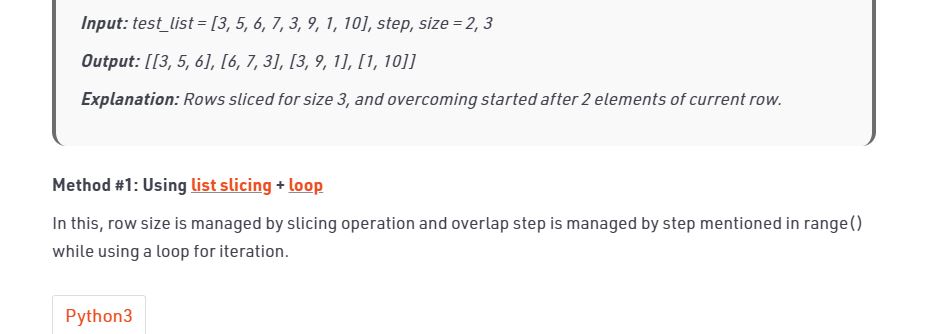 Input: test_list = [3, 5, 6, 7, 3, 9, 1, 10], step, size = 2, 3
Output: [[3, 5, 6], [6, 7, 3], [3, 9, 1], [1, 10]]
Explanation: Rows sliced for size 3, and overcoming started after 2 elements of current row.
Method #1: Using list slicing + loop
In this, row size is managed by slicing operation and overlap step is managed by step mentioned in range()
while using a loop for iteration.
Python3